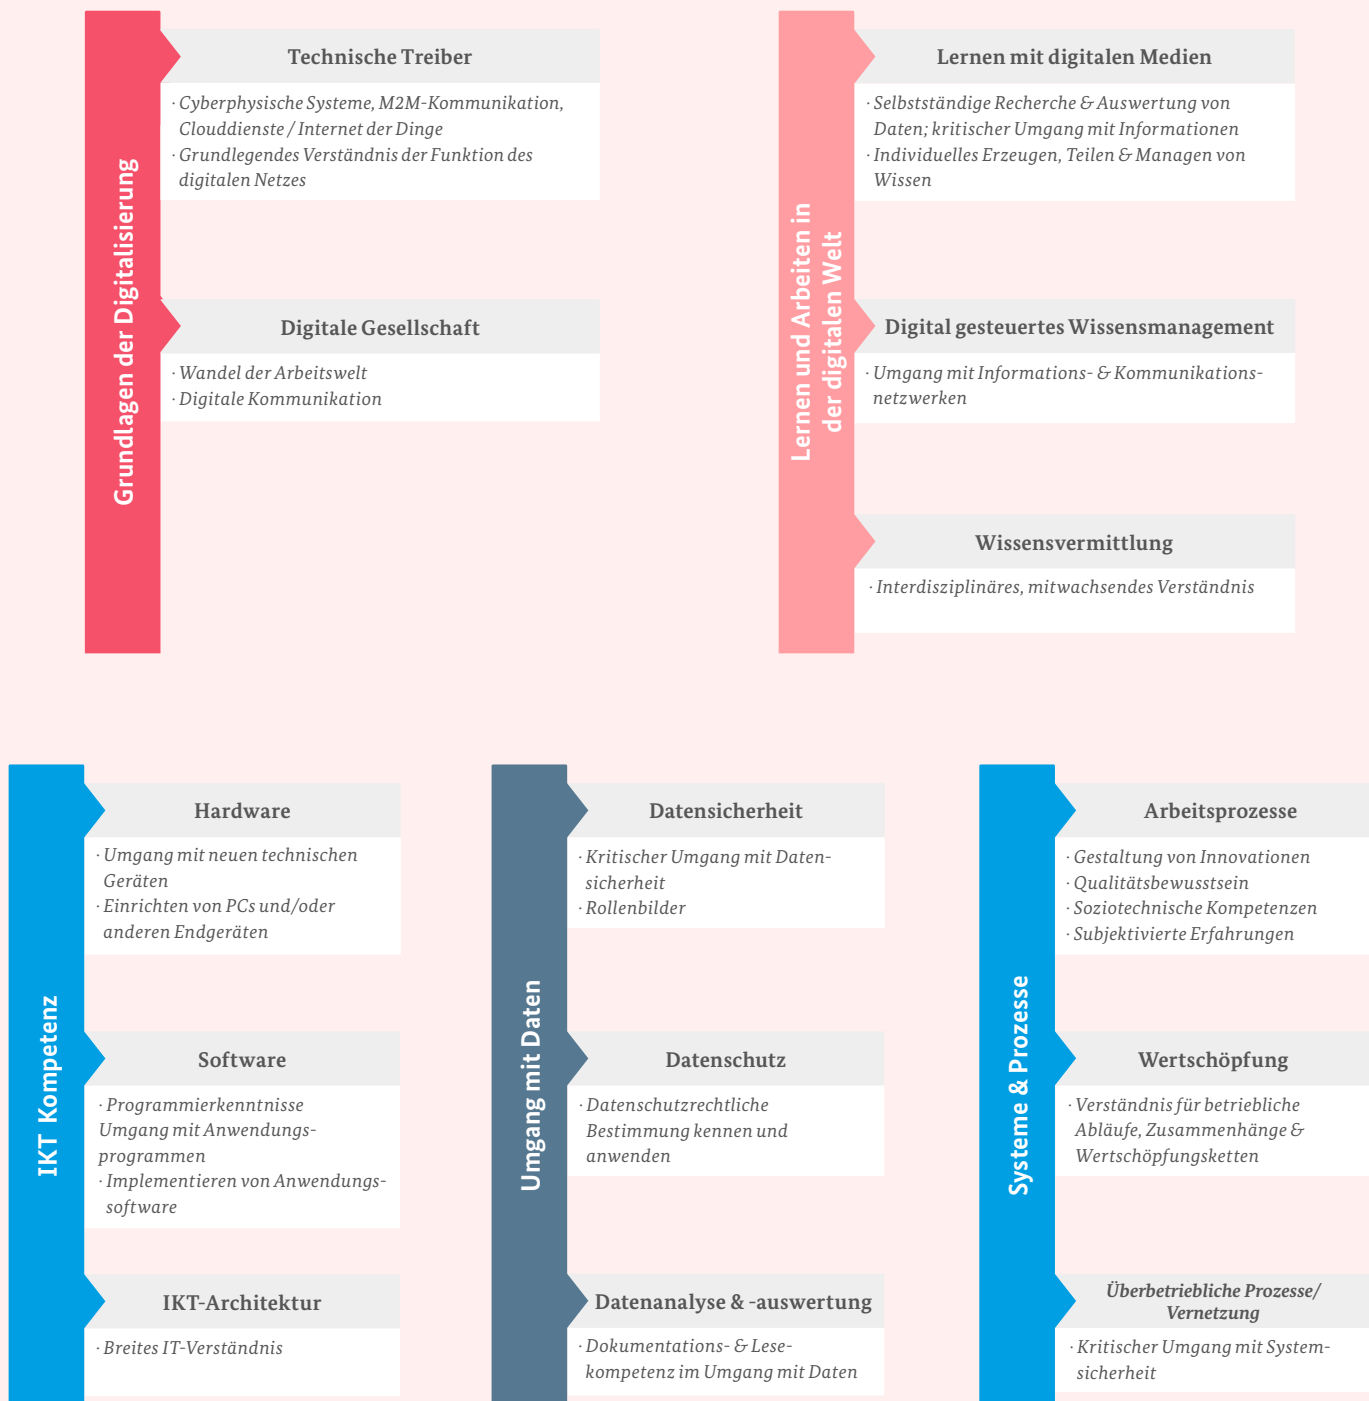 Grundlagen der Digitalisierung
Technische Treiber
· Cyberphysische Systeme, M2M-Kommunikation,
Clouddienste / Internet der Dinge
· Grundlegendes Verständnis der Funktion des
digitalen Netzes
Digitale Gesellschaft
· Wandel der Arbeitswelt
· Digitale Kommunikation
Lernen und Arbeiten in
der digitalen Welt
Lernen mit digitalen Medien
· Selbstständige Recherche & Auswertung von
Daten; kritischer Umgang mit Informationen
· Individuelles Erzeugen, Teilen & Managen von
Wissen
Digital gesteuertes Wissensmanagement
· Umgang mit Informations- & Kommunikations-
netzwerken
Wissensvermittlung
· Interdisziplinäres, mitwachsendes Verständnis
IKT Kompetenz
Hardware
· Umgang mit neuen technischen
Geräten
· Einrichten von PCs und/oder
anderen Endgeräten
Software
· Programmierkenntnisse
Umgang mit Anwendungs-
programmen
· Implementieren von Anwendungs-
software
IKT-Architektur
· Breites IT-Verständnis
Umgang mit Daten
Datensicherheit
· Kritischer Umgang mit Daten-
sicherheit
· Rollenbilder
Datenschutz
· Datenschutzrechtliche
Bestimmung kennen und
anwenden
Datenanalyse & -auswertung
· Dokumentations- & Lese-
kompetenz im Umgang mit Daten
Systeme & Prozesse
Arbeitsprozesse
· Gestaltung von Innovationen
· Qualitätsbewusstsein
· Soziotechnische Kompetenzen
· Subjektivierte Erfahrungen
Wertschöpfung
· Verständnis für betriebliche
Abläufe, Zusammenhänge &
Wertschöpfungsketten
Überbetriebliche Prozesse/
Vernetzung
· Kritischer Umgang mit System-
sicherheit